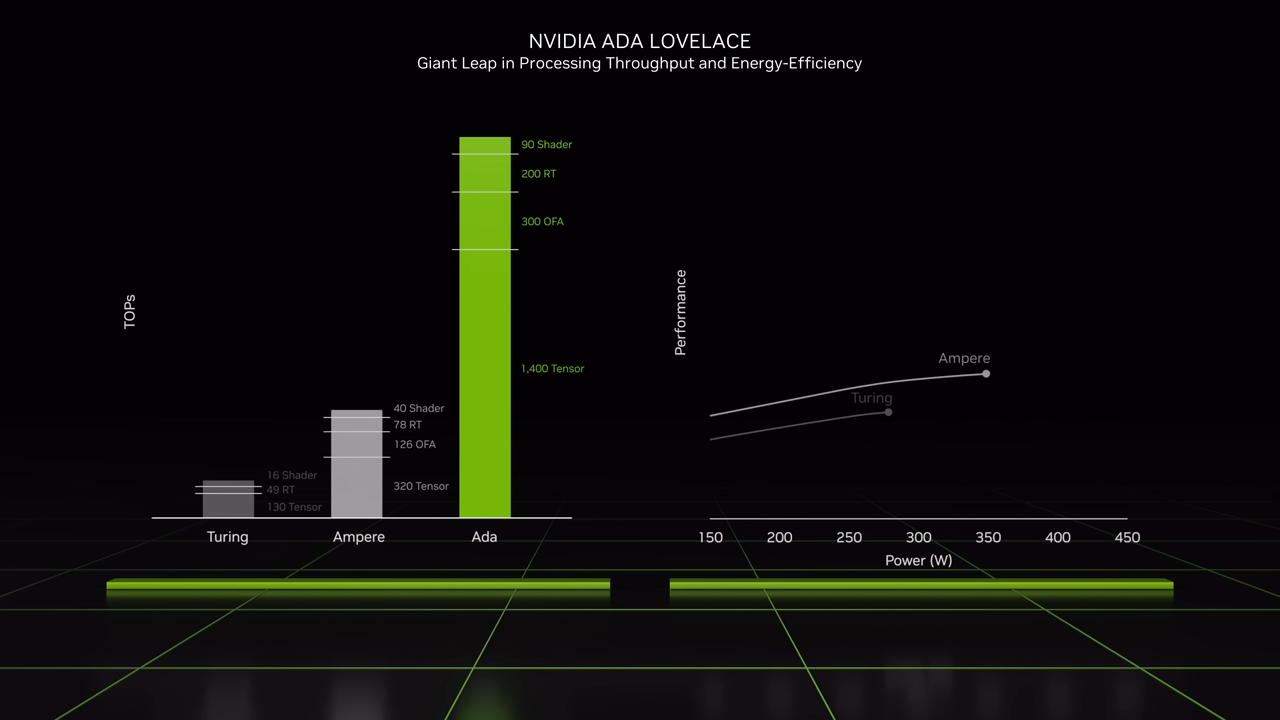 NVIDIA ADA LOVELACE
Giant Leap in Processing Throughput and Energy-Efficiency
TOPs
90 Shader
200 RT
300 OFA
1,400 Tensor
40 Shader
78 RT
126 OFA
320 Tensor
16 Shader
49 RT
130 Tensor
Turing Ampere Ada
Performance
Ampere
Turing
150 200 250 300 350 400 450
Power (W)